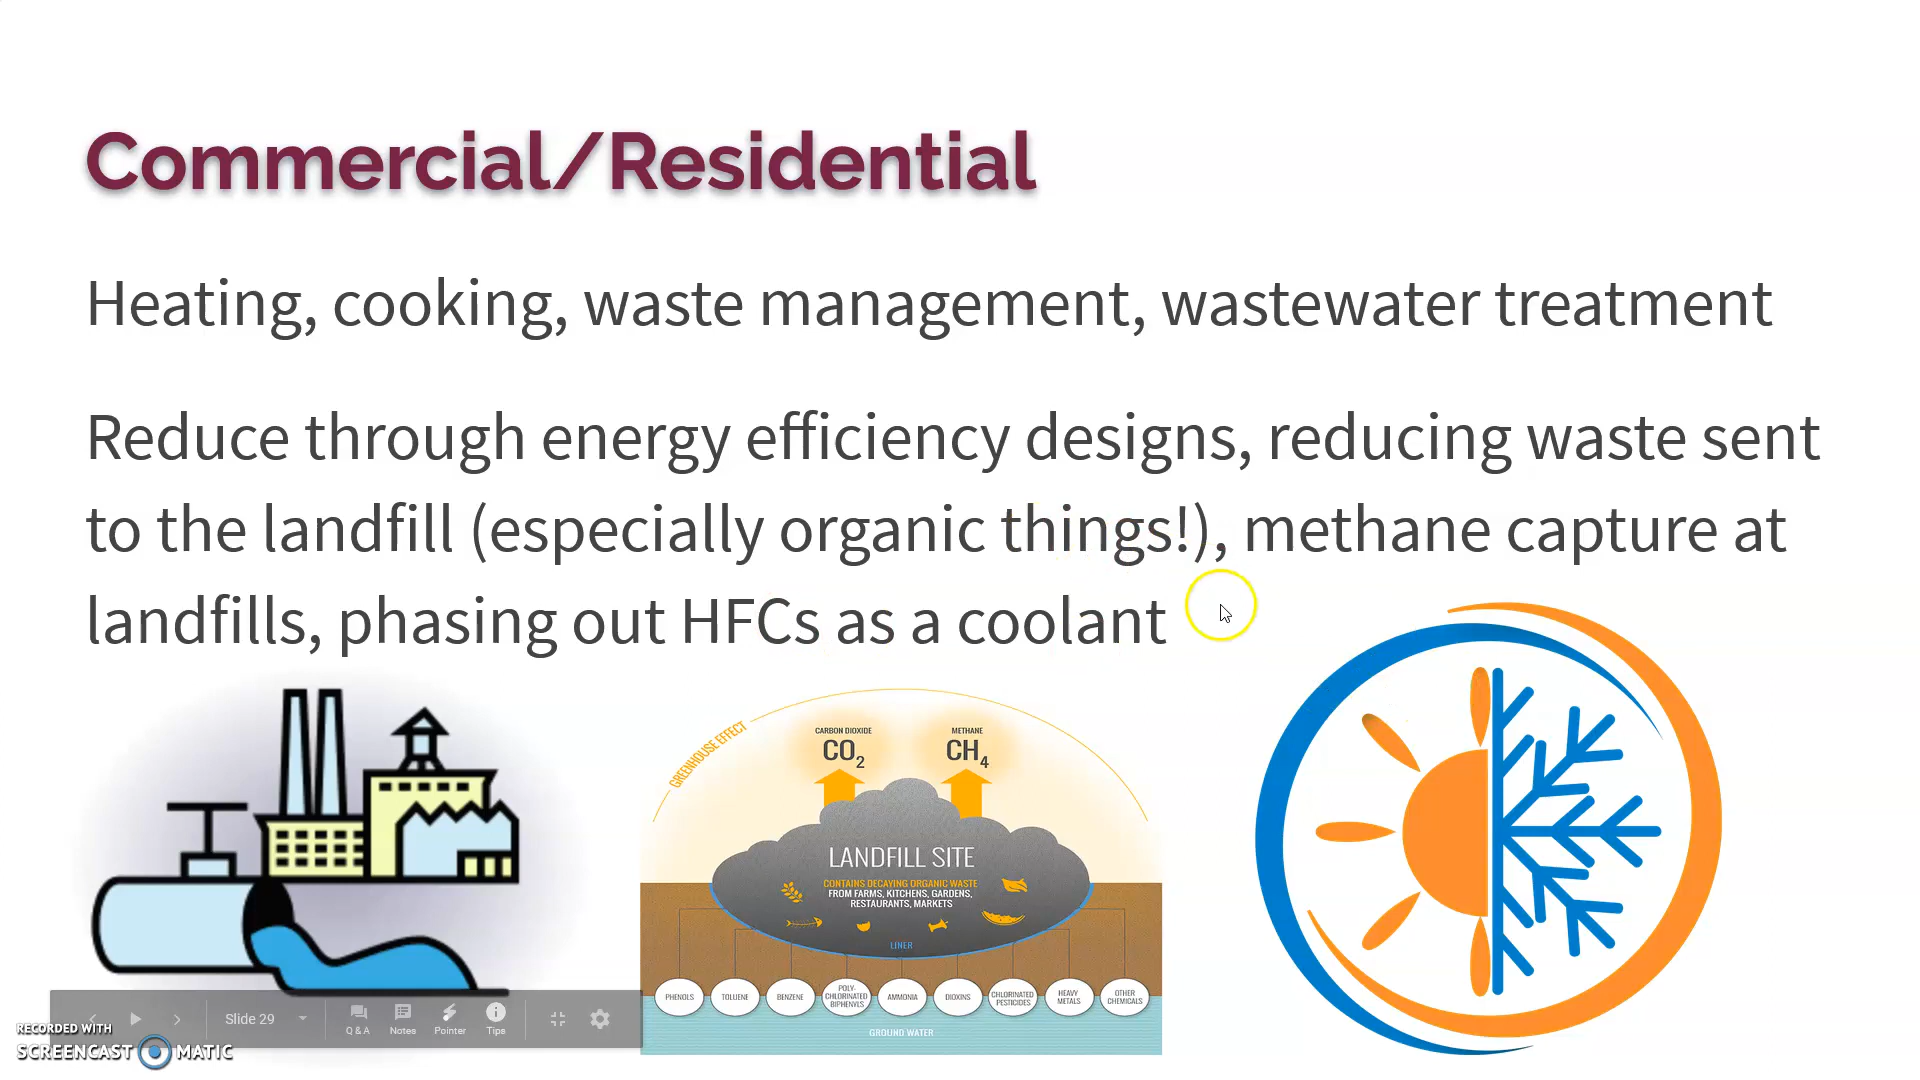 Commercial/Residential
Heating, cooking, waste management, wastewater treatment
Reduce through energy efficiency designs, reducing waste sent
to the landfill (especially organic things!), methane capture at
landfills, phasing out HFCs as a coolant
GREENHOUSE EFFECT
CARBON DIOXIDE
CO2
METHANE
CH4
LANDFILL SITE
CONTAINS DECAYING ORGANIC WASTE
FROM FARMS, KITCHENS, GARDENS,
RESTAURANTS, MARKETS
LINER
PHENOLS
TOLUENE
BENZENE
POLY-
CHLORINATED
BIPHENYLS
AMMONIA
DIOXINS
CHLORINATED
PESTICIDES
HEAVY
METALS
OTHER
CHEMICALS
GROUND WATER
Slide 29
Q & A
Notes
Pointer
Tips
RECORDED WITH
SCREENCAST MATIC